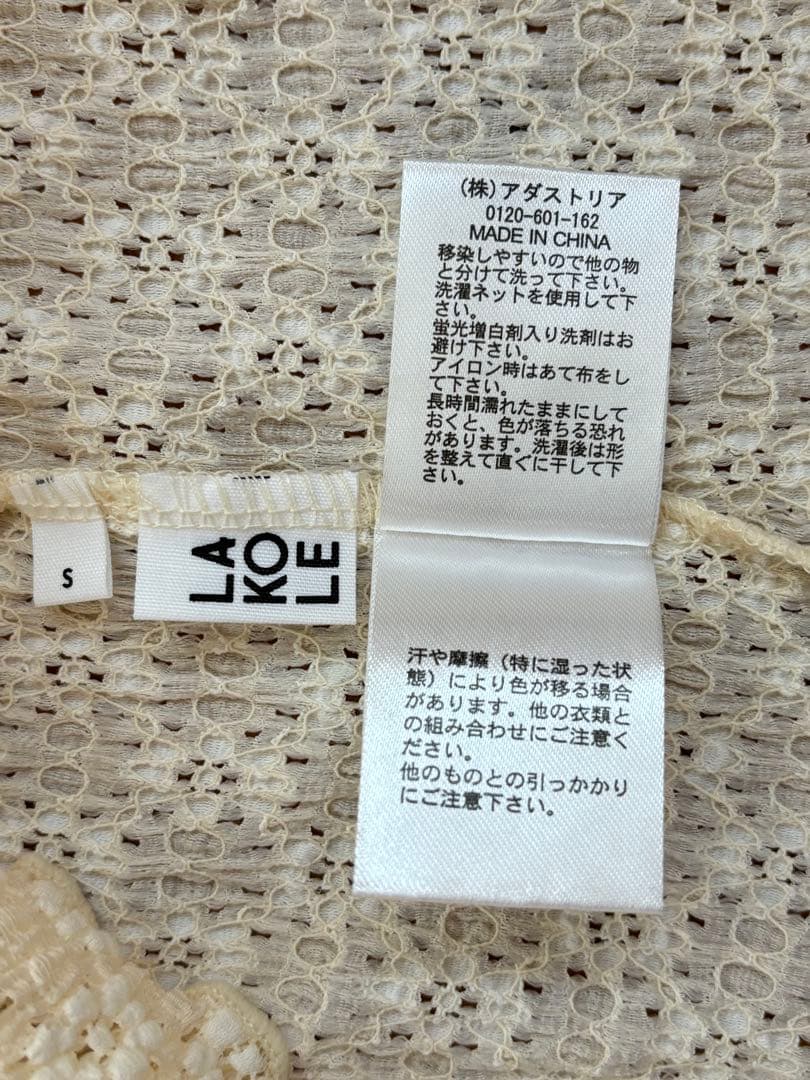 (株)アダストリア
0120-601-162
MADE IN CHINA
移染しやすいので他の物
と分けて洗って下さい。
洗濯ネットを使用して下
さい。
蛍光増白剤入り洗剤はお
避け下さい。
アイロン時はあて布をし
て下さい。
長時間濡れたままにして
おくと、色が落ちる恐れ
があります。洗濯後は形
を整えて直ぐに干して下
さい。
S
LA
KO
LE
汗や摩擦(特に湿った状
態)により色が移る場合
があります。他の衣類と
の組み合わせにご注意く
ださい。
他のものとの引っかかり
にご注意下さい。